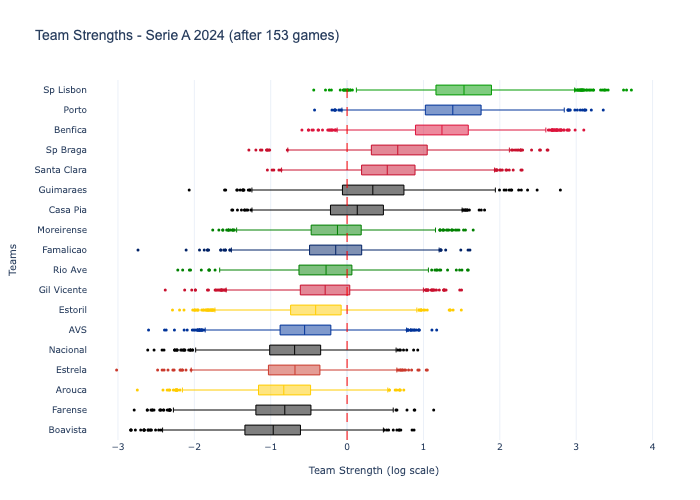 Team Strengths - Serie A 2024 (after 153 games)
Sp Lisbon
Porto
Benfica
Sp Braga
Santa Clara
Guimaraes
Casa Pia
Moreirense
Famalicao
Rio Ave
Gil Vicente
Estoril
AVS
Nacional
Estrela
Arouca
Farense
Boavista
Teams
−3 −2 −1 0 1 2 3 4
Team Strength (log scale)